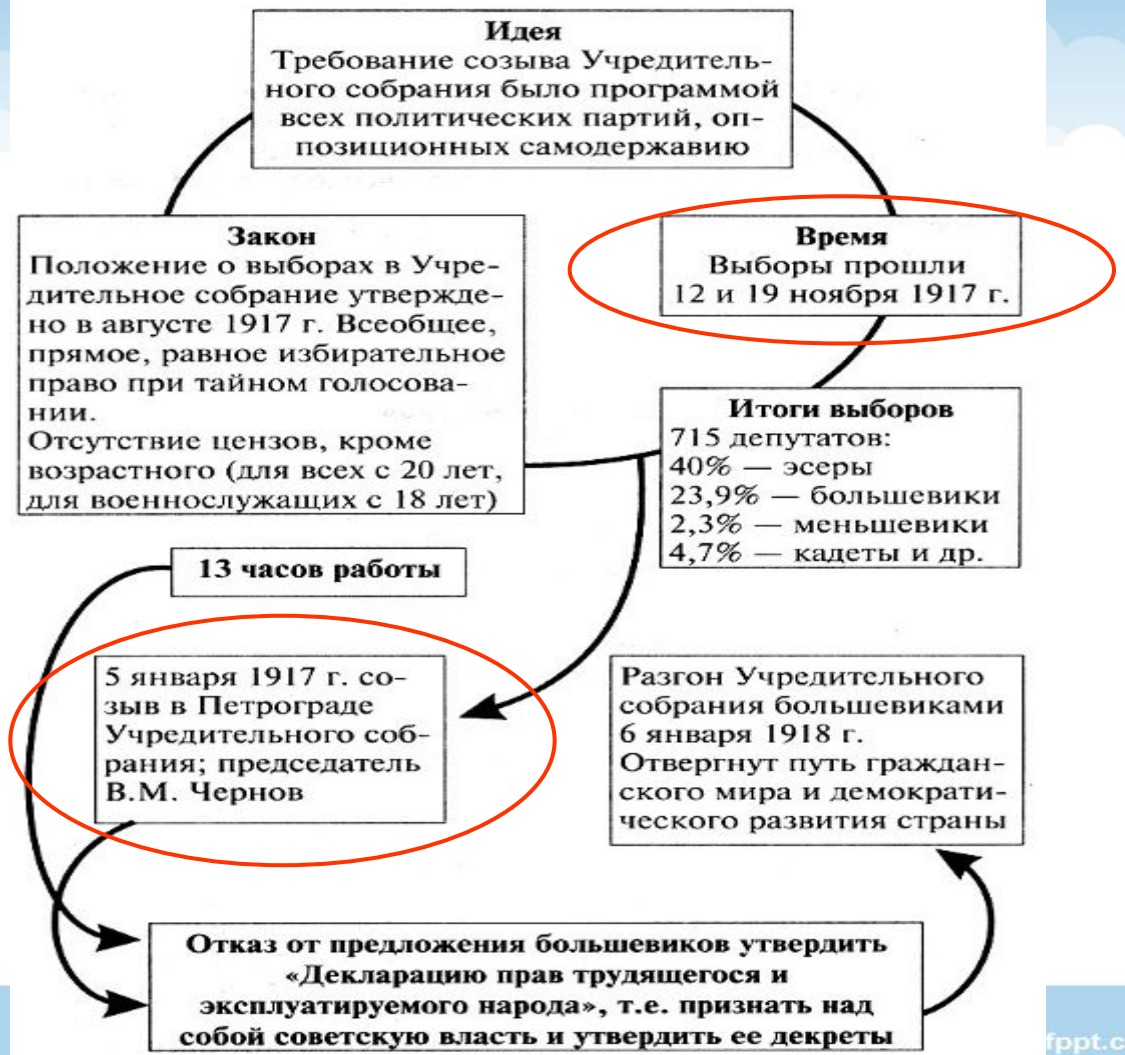 Идея
Требование созыва Учредитель-
ного собрания было программой
всех политических партий, оп-
позиционных самодержавию
Закон
Положение о выборах в Учре-
дительное собрание утвержде-
но в августе 1917 г. Всеобщее,
прямое, равное избирательное
право при тайном голосова-
нии.
Отсутствие цензов, кроме
возрастного (для всех с 20 лет,
для военнослужащих с 18 лет)
Время
Выборы прошли
12 и 19 ноября 1917 г.
Итоги выборов
715 депутатов:
40% — эсеры
23,9% — большевики
2,3% — меньшевики
4,7% — кадеты и др.
13 часов работы
5 января 1917 г. со-
зыв в Петрограде
Учредительного соб-
рания; председатель
В.М. Чернов
Разгон Учредительного
собрания большевиками
6 января 1918 г.
Отвергнут путь граждан-
ского мира и демократи-
ческого развития страны
Отказ от предложения большевиков утвердить
«Декларацию прав трудящегося и
эксплуатируемого народа», т.е. признать над
собой советскую власть и утвердить ее декреты
fppt.c